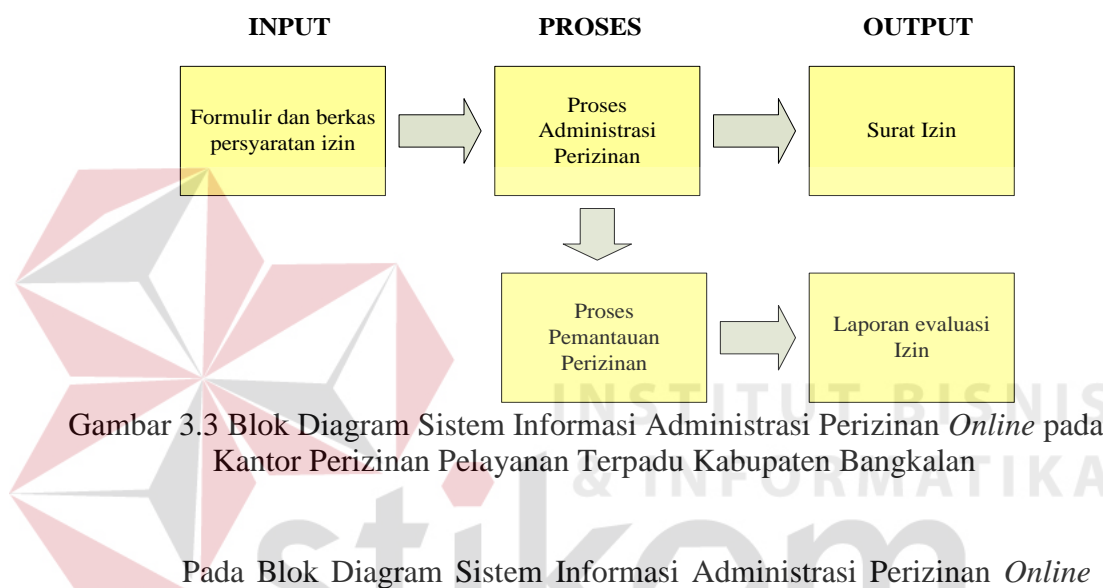 INPUT PROSES OUTPUT
Formulir dan berkas
persyaratan izin
Proses
Administrasi
Perizinan
Surat Izin
Proses
Pemantauan
Perizinan
Laporan evaluasi
Izin
INSTITUT BISNIS
Gambar 3.3 Blok Diagram Sistem Informasi Administrasi Perizinan Online pada
Kantor Perizinan Pelayanan Terpadu Kabupaten Bangkalan
& INFORMATIKA
stikom
Pada Blok Diagram Sistem Informasi Administrasi Perizinan Online